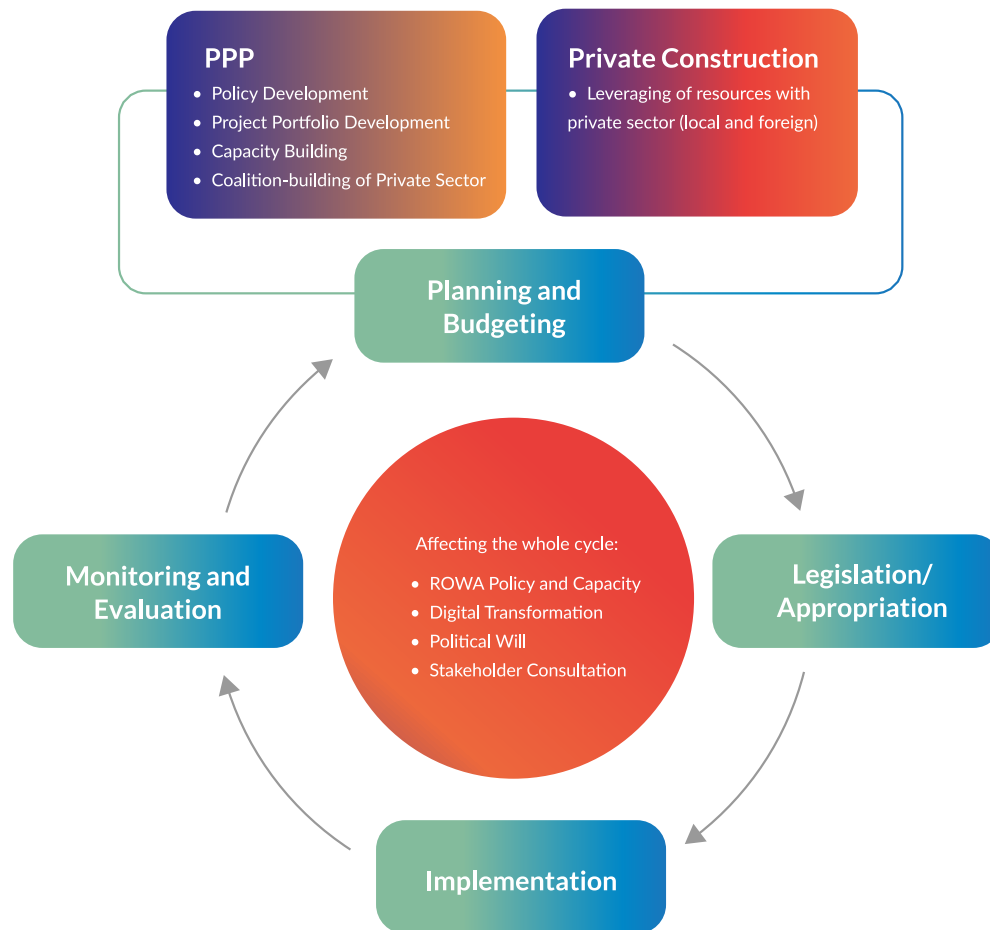 PPP
• Policy Development
• Project Portfolio Development
• Capacity Building
• Coalition-building of Private Sector
Private Construction
• Leveraging of resources with
private sector (local and foreign)
Planning and
Budgeting
Legislation/
Appropriation
Implementation
Monitoring and
Evaluation
Affecting the whole cycle:
• ROWA Policy and Capacity
• Digital Transformation
• Political Will
• Stakeholder Consultation